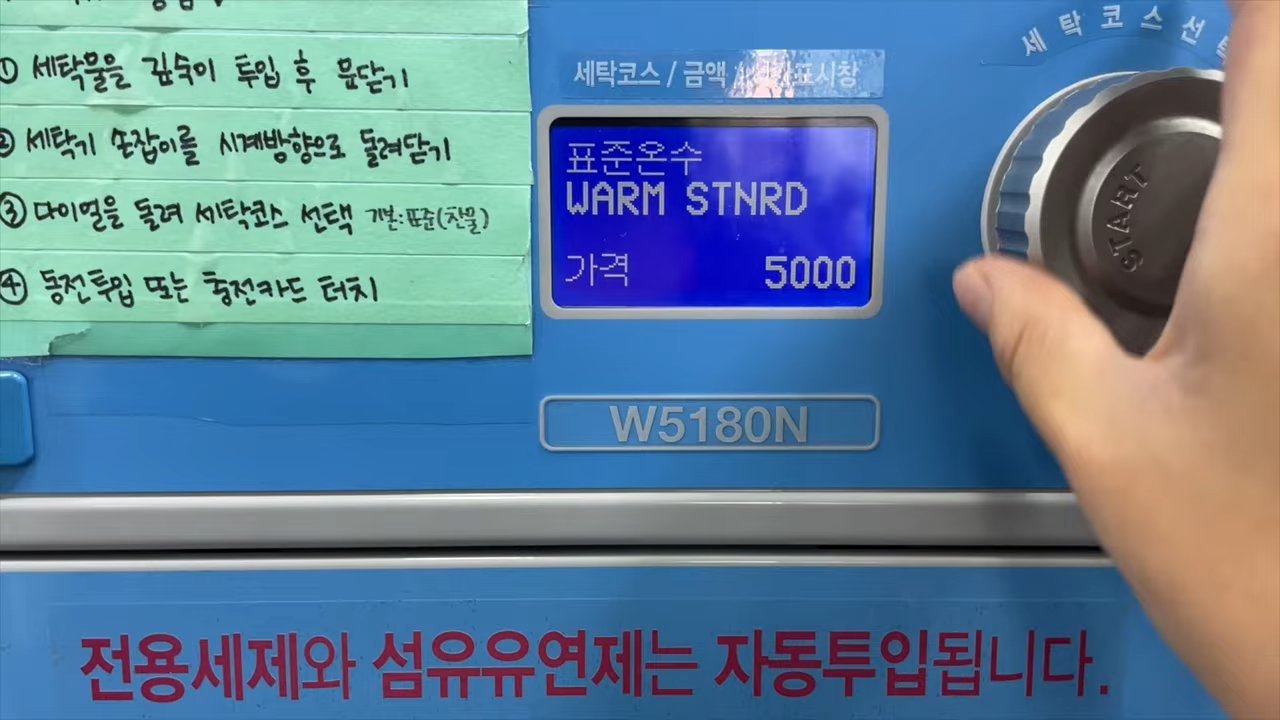 ① 세탁물을 깊숙이 투입 후 문닫기
② 세탁기 손잡이를 시계방향으로 돌려닫기
③ 다이얼을 돌려 세탁코스 선택 기본:표준(찬물)
④ 동전투입 또는 충전카드 터치
세탁코스 / 금액 / 표시창
표준온수
WARM STNRD
가격 5000
W5180N
세탁코스선
START
전용세제와 섬유유연제는 자동투입됩니다.